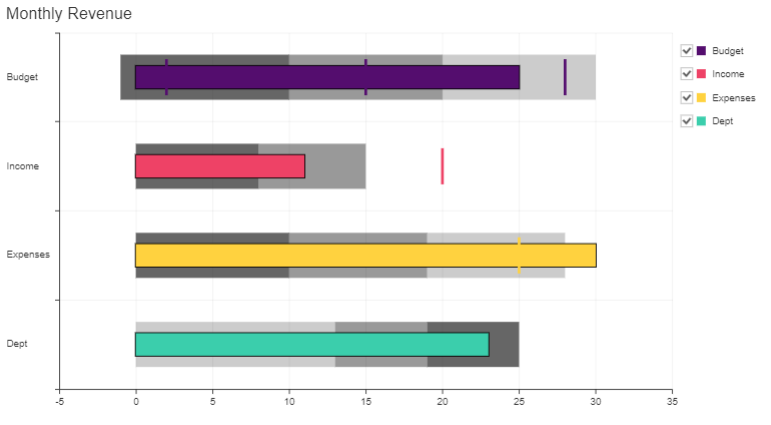 Monthly Revenue
Budget
Income
Expenses
Dept
-5 0 5 10 15 20 25 30 35
Budget
Income
Expenses
Dept